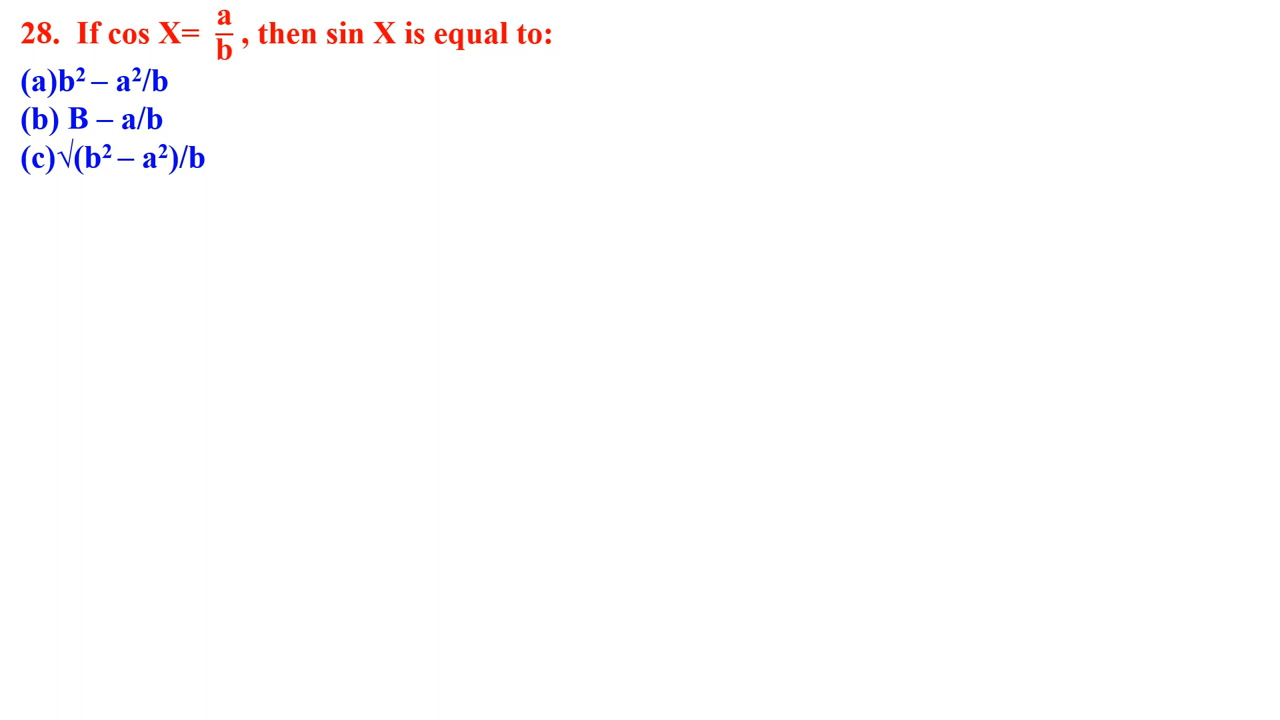 28. If cos X= a/b, then sin X is equal to:
(a)b² – a²/b
(b) B – a/b
(c)√(b² – a²)/b